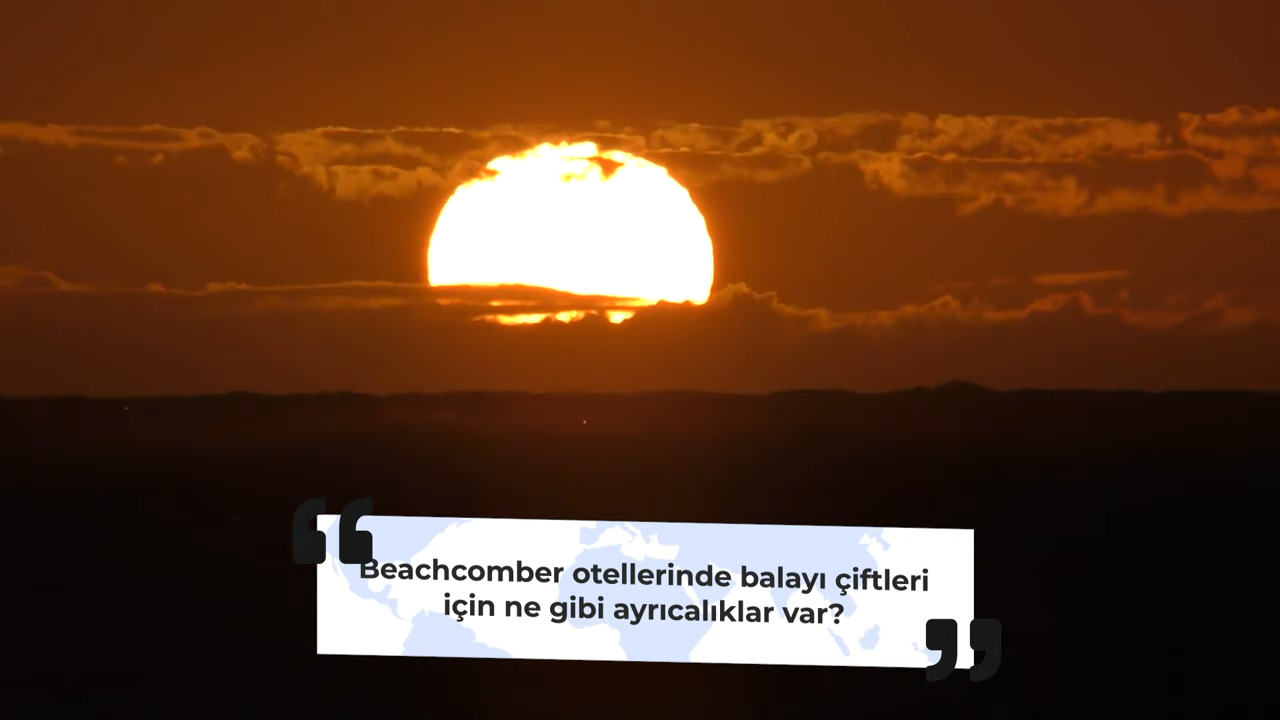 Beachcomber otellerinde balayı çiftleri
için ne gibi ayrıcalıklar var?